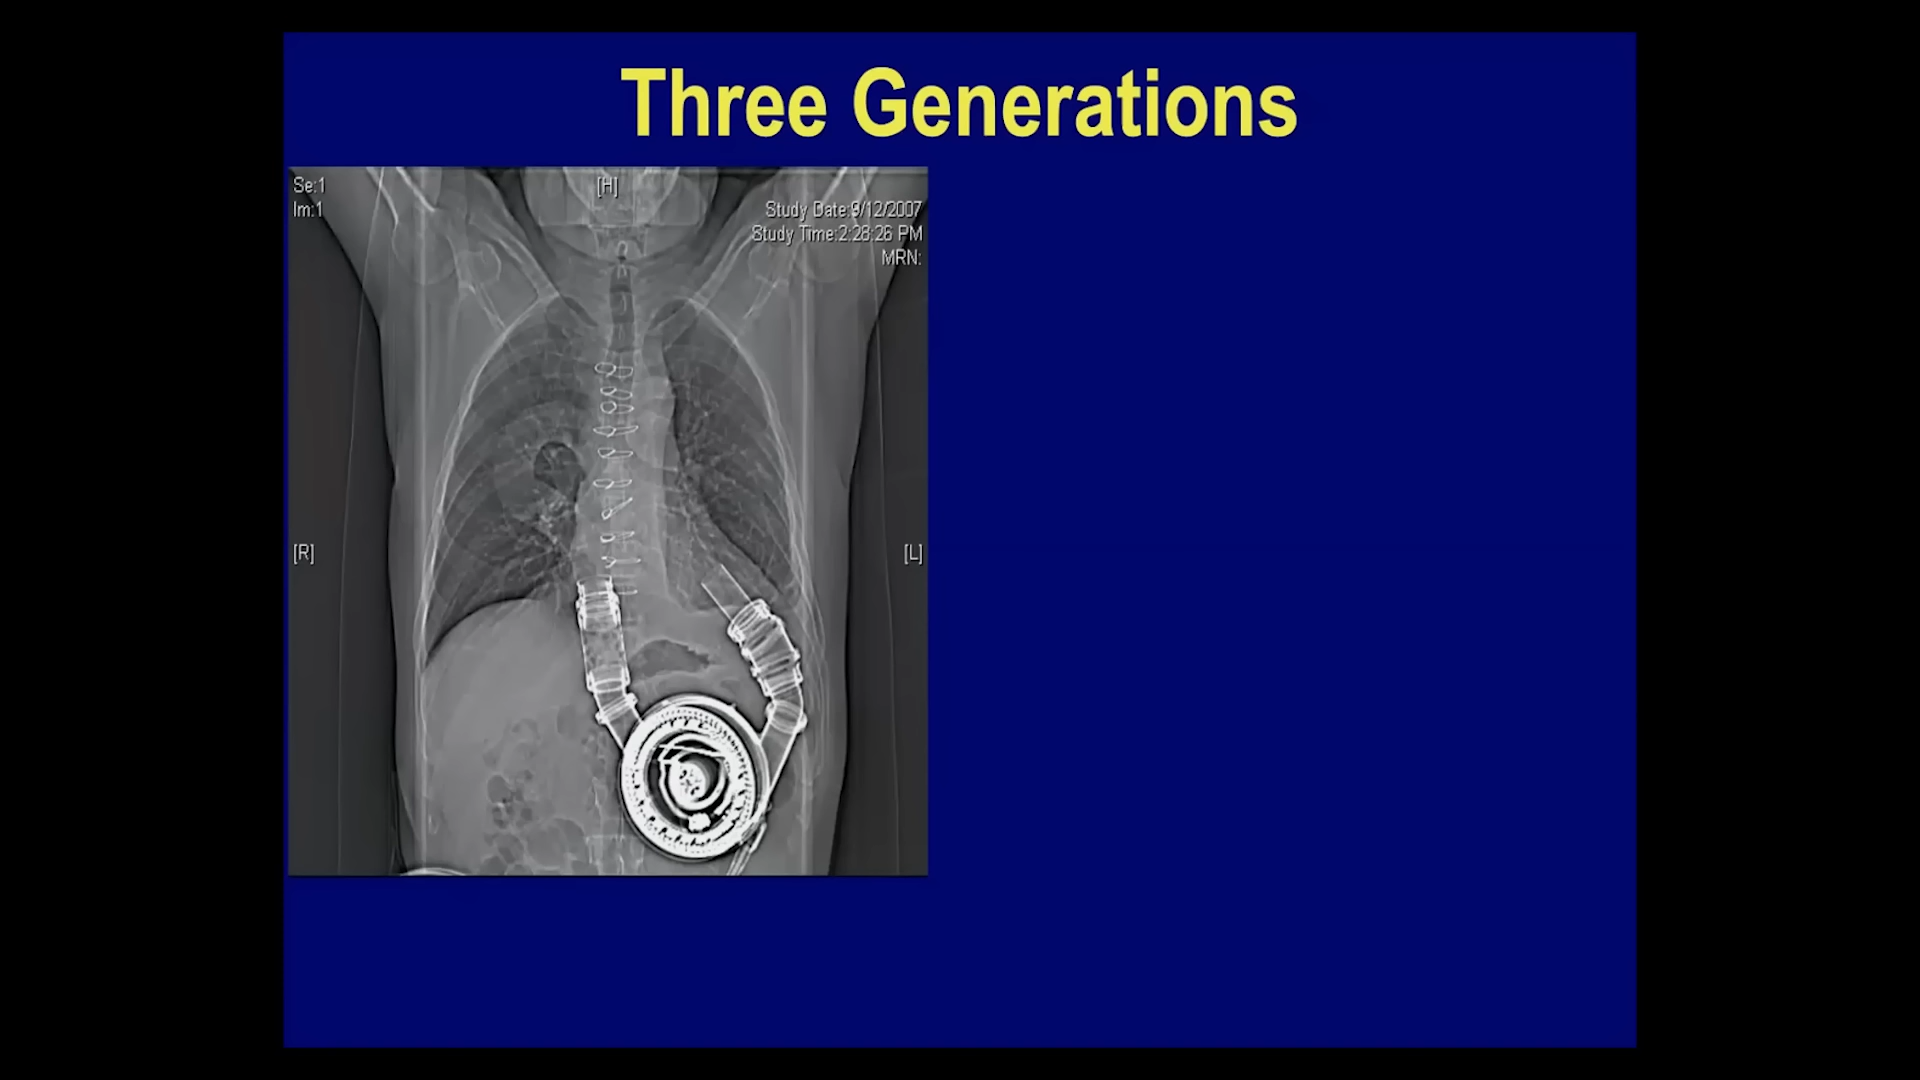 Three Generations
Se:1
[H]
Im:1
Study Date:9/12/2007
Study Time:2:28:26 PM
MRN:
[R]
[L]